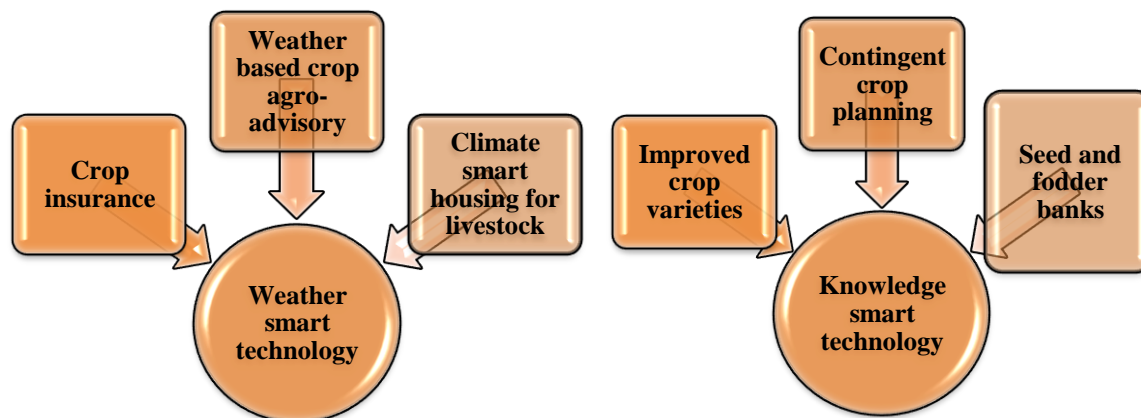 Weather
based crop
agro-
advisory
Crop
insurance
Climate
smart
housing for
livestock
Weather
smart
technology
Contingent
crop
planning
Improved
crop
varieties
Seed and
fodder
banks
Knowledge
smart
technology